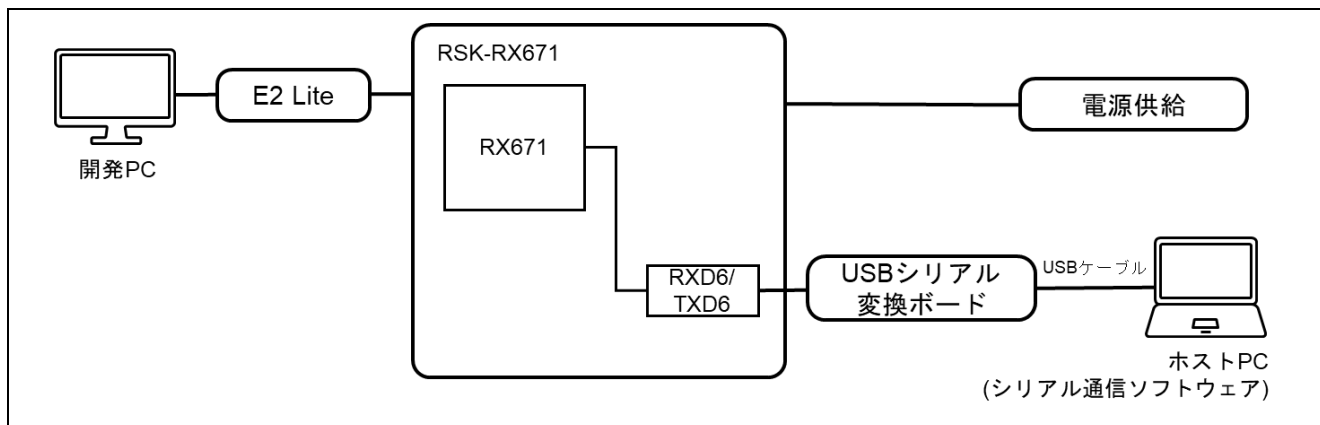 RSK-RX671
E2 Lite
電源供給
開発PC
RX671
RXD6/
TXD6
USBシリアル
変換ボード
USBケーブル
ホストPC
(シリアル通信ソフトウェア)